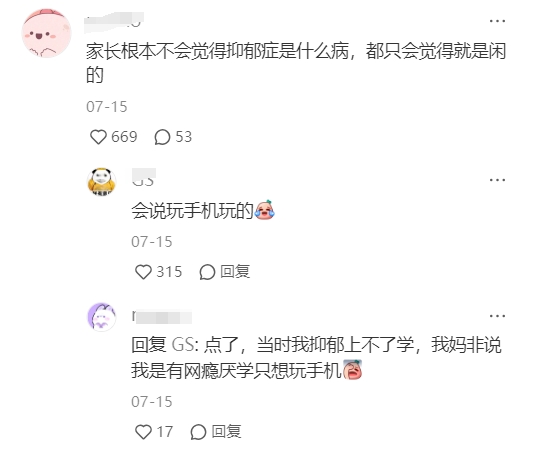 家长根本不会觉得抑郁症是什么病，都只会觉得就是闲
的
07-15
669 53
GS
会说玩手机玩的
07-15
315 回复
回复 GS: 点了，当时我抑郁上不了学，我妈非说
我是有网瘾厌学只想玩手机
07-15
17 回复